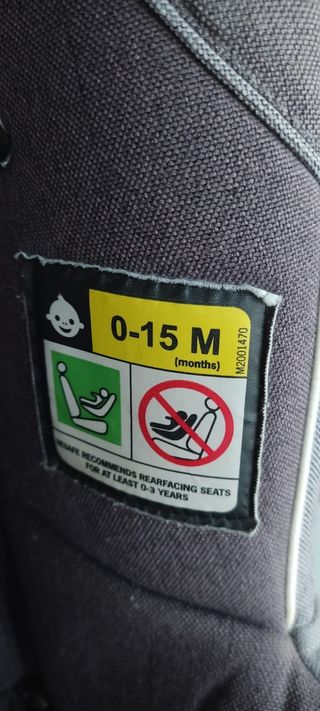 0-15 M
(months)
M2001470
BESAFE RECOMMENDS REARFACING SEATS
FOR AT LEAST 0-3 YEARS